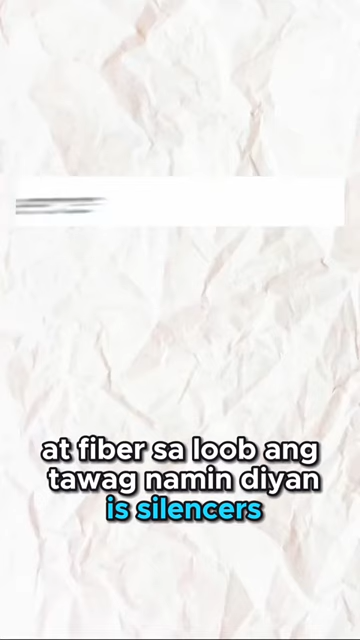 at fiber sa loob ang
tawag namin diyan
is silencers